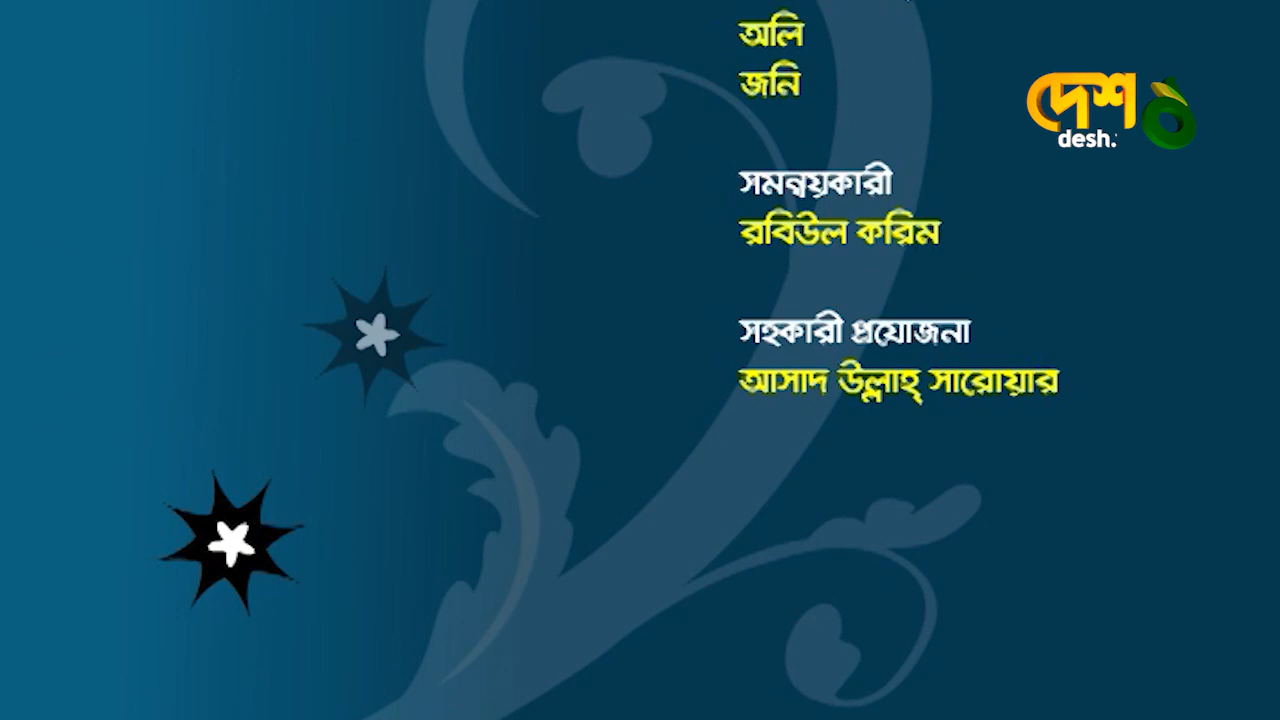 অলি
জনি
দেশ
desh.
সমন্বয়কারী
রবিউল করিম
সহকারী প্রযোজনা
আসাদ উল্লাহ্ সারোয়ার